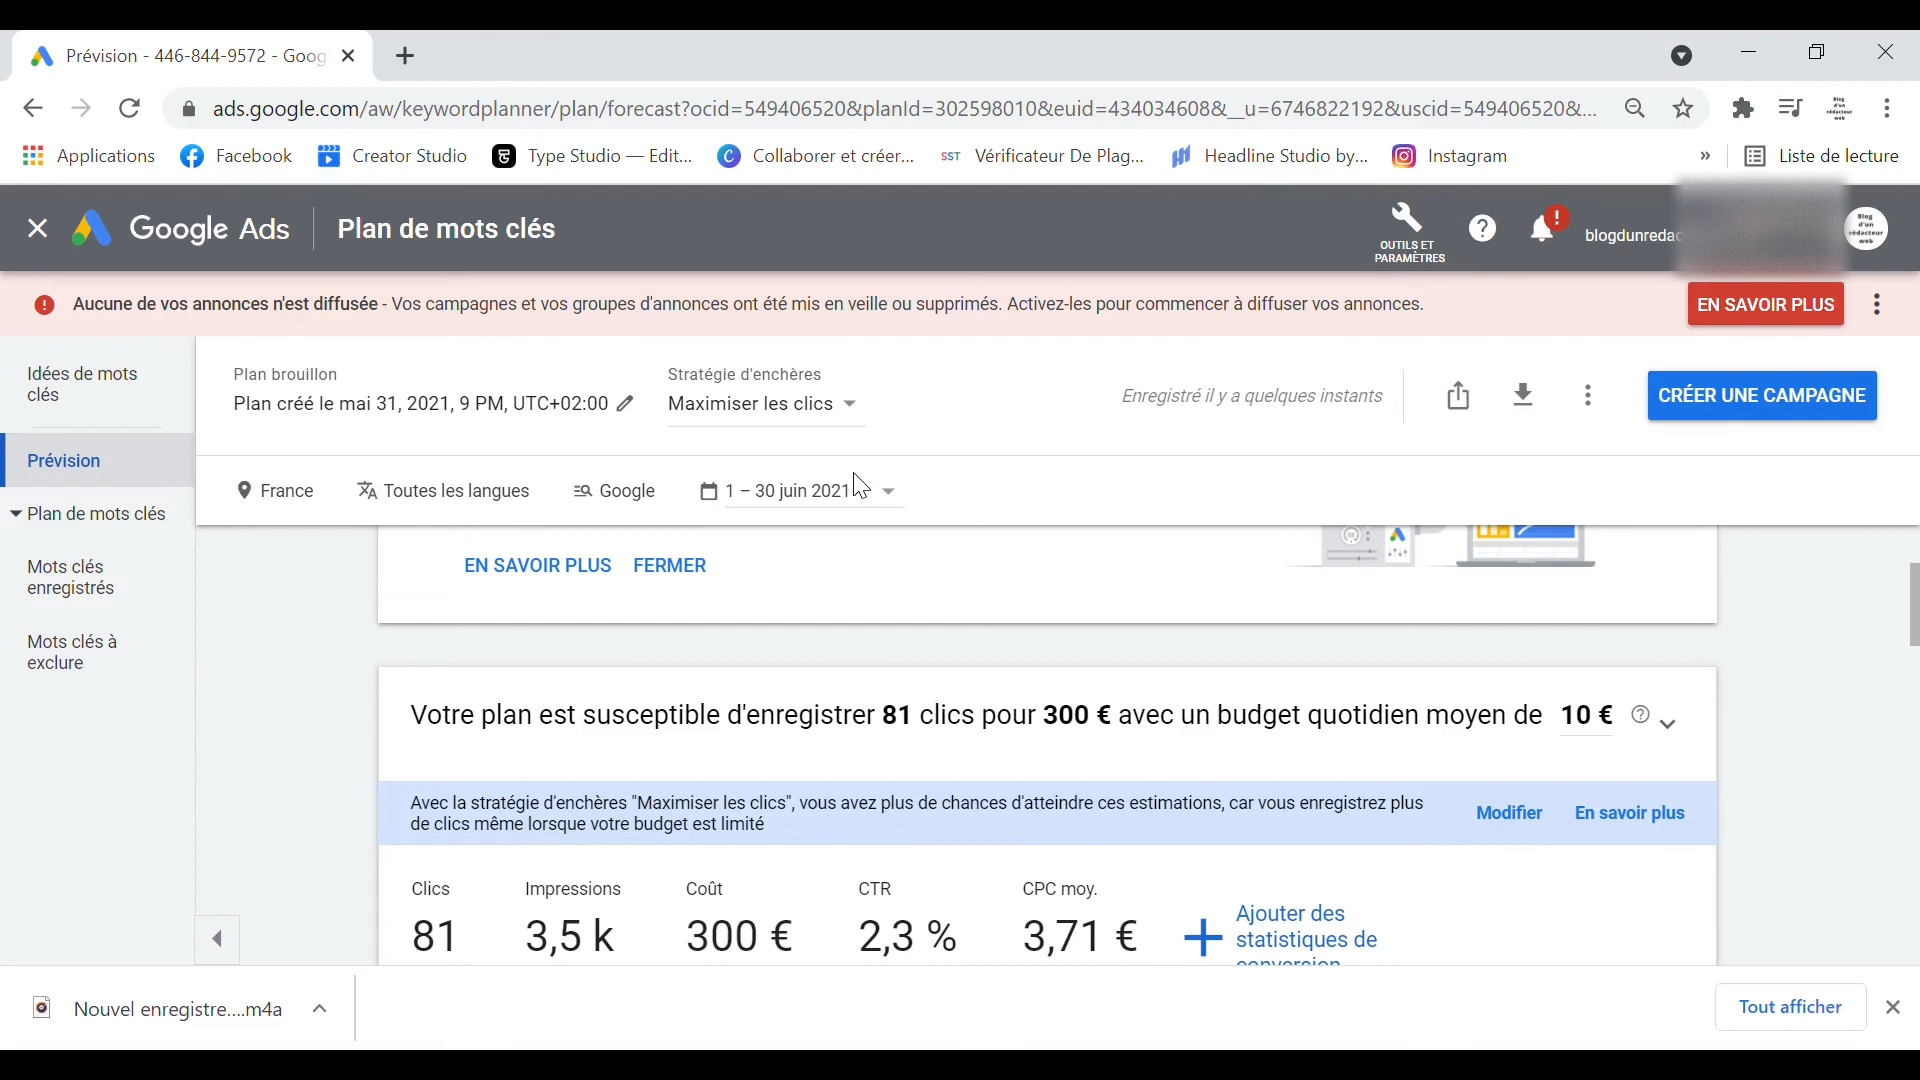 Prévision - 446-844-9572 - Goog
ads.google.com/aw/keywordplanner/plan/forecast?ocid=549406520&planId=302598010&euid=434034608&__u=6746822192&uscid=549406520&...
Applications Facebook Creator Studio Type Studio — Edit... Collaborer et créer... SST Vérificateur De Plag... Headline Studio by... Instagram » Liste de lecture
Google Ads Plan de mots clés
OUTILS ET
PARAMÈTRES
blogdunredac
Blog
d'un
rédacteur
web
Aucune de vos annonces n'est diffusée - Vos campagnes et vos groupes d'annonces ont été mis en veille ou supprimés. Activez-les pour commencer à diffuser vos annonces. EN SAVOIR PLUS
Idées de mots
clés
Prévision
Plan de mots clés
Mots clés
enregistrés
Mots clés à
exclure
Plan brouillon
Plan créé le mai 31, 2021, 9 PM, UTC+02:00
Stratégie d'enchères
Maximiser les clics
Enregistré il y a quelques instants
CRÉER UNE CAMPAGNE
France Toutes les langues Google 1 – 30 juin 2021
EN SAVOIR PLUS FERMER
Votre plan est susceptible d'enregistrer 81 clics pour 300 € avec un budget quotidien moyen de 10 €
Avec la stratégie d'enchères "Maximiser les clics", vous avez plus de chances d'atteindre ces estimations, car vous enregistrez plus
de clics même lorsque votre budget est limité
Modifier En savoir plus
Clics Impressions Coût CTR CPC moy.
81 3,5 k 300 € 2,3 % 3,71 €
Ajouter des
statistiques de
conversion
Nouvel enregistre....m4a
Tout afficher